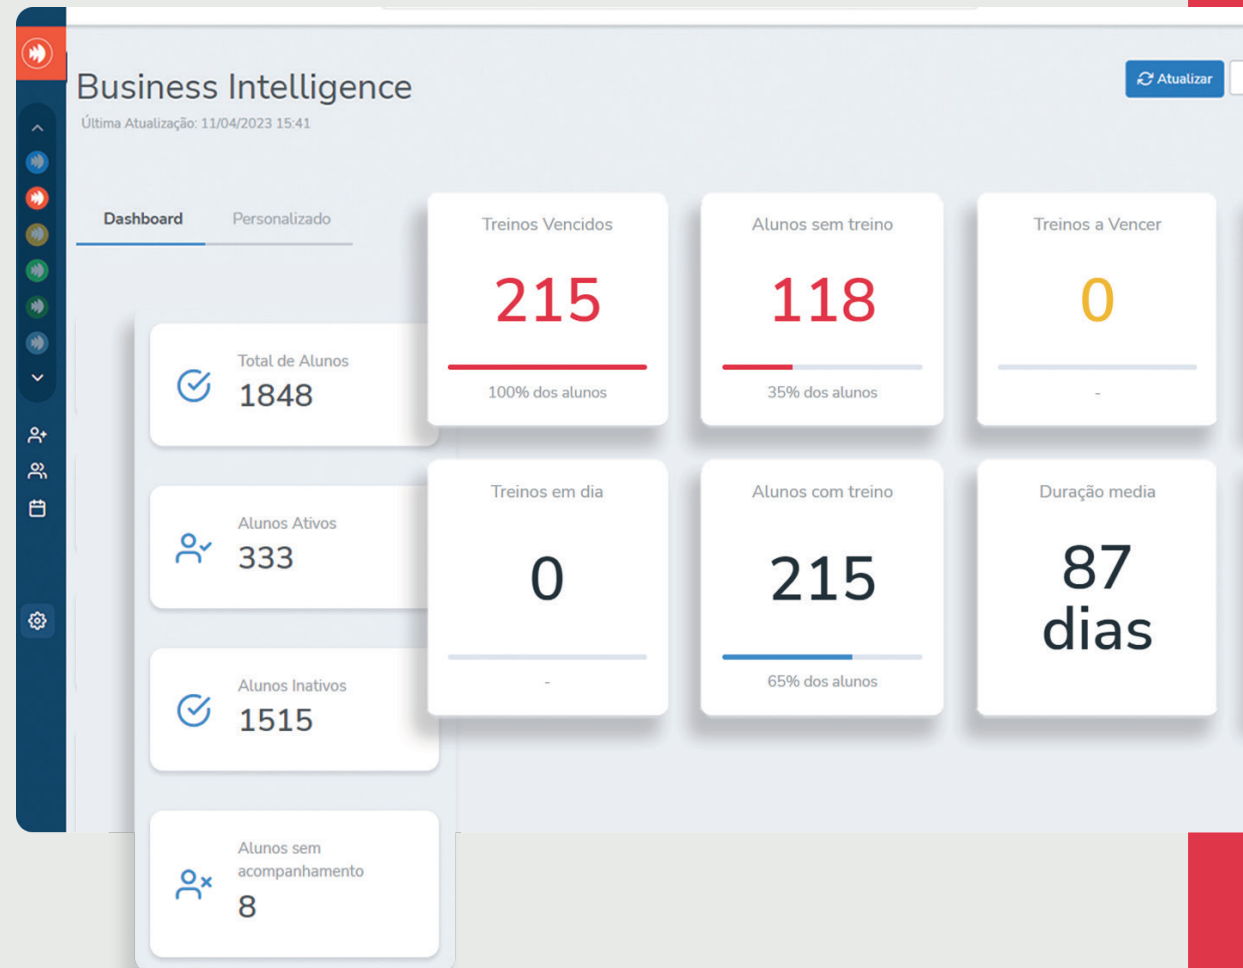 Business Intelligence
Última Atualização: 11/04/2023 15:41
Atualizar
Dashboard
Personalizado
Total de Alunos
1848
Alunos Ativos
333
Alunos Inativos
1515
Alunos sem
acompanhamento
8
Treinos Vencidos
215
100% dos alunos
Alunos sem treino
118
35% dos alunos
Treinos a Vencer
0
-
Treinos em dia
0
-
Alunos com treino
215
65% dos alunos
Duração media
87
dias